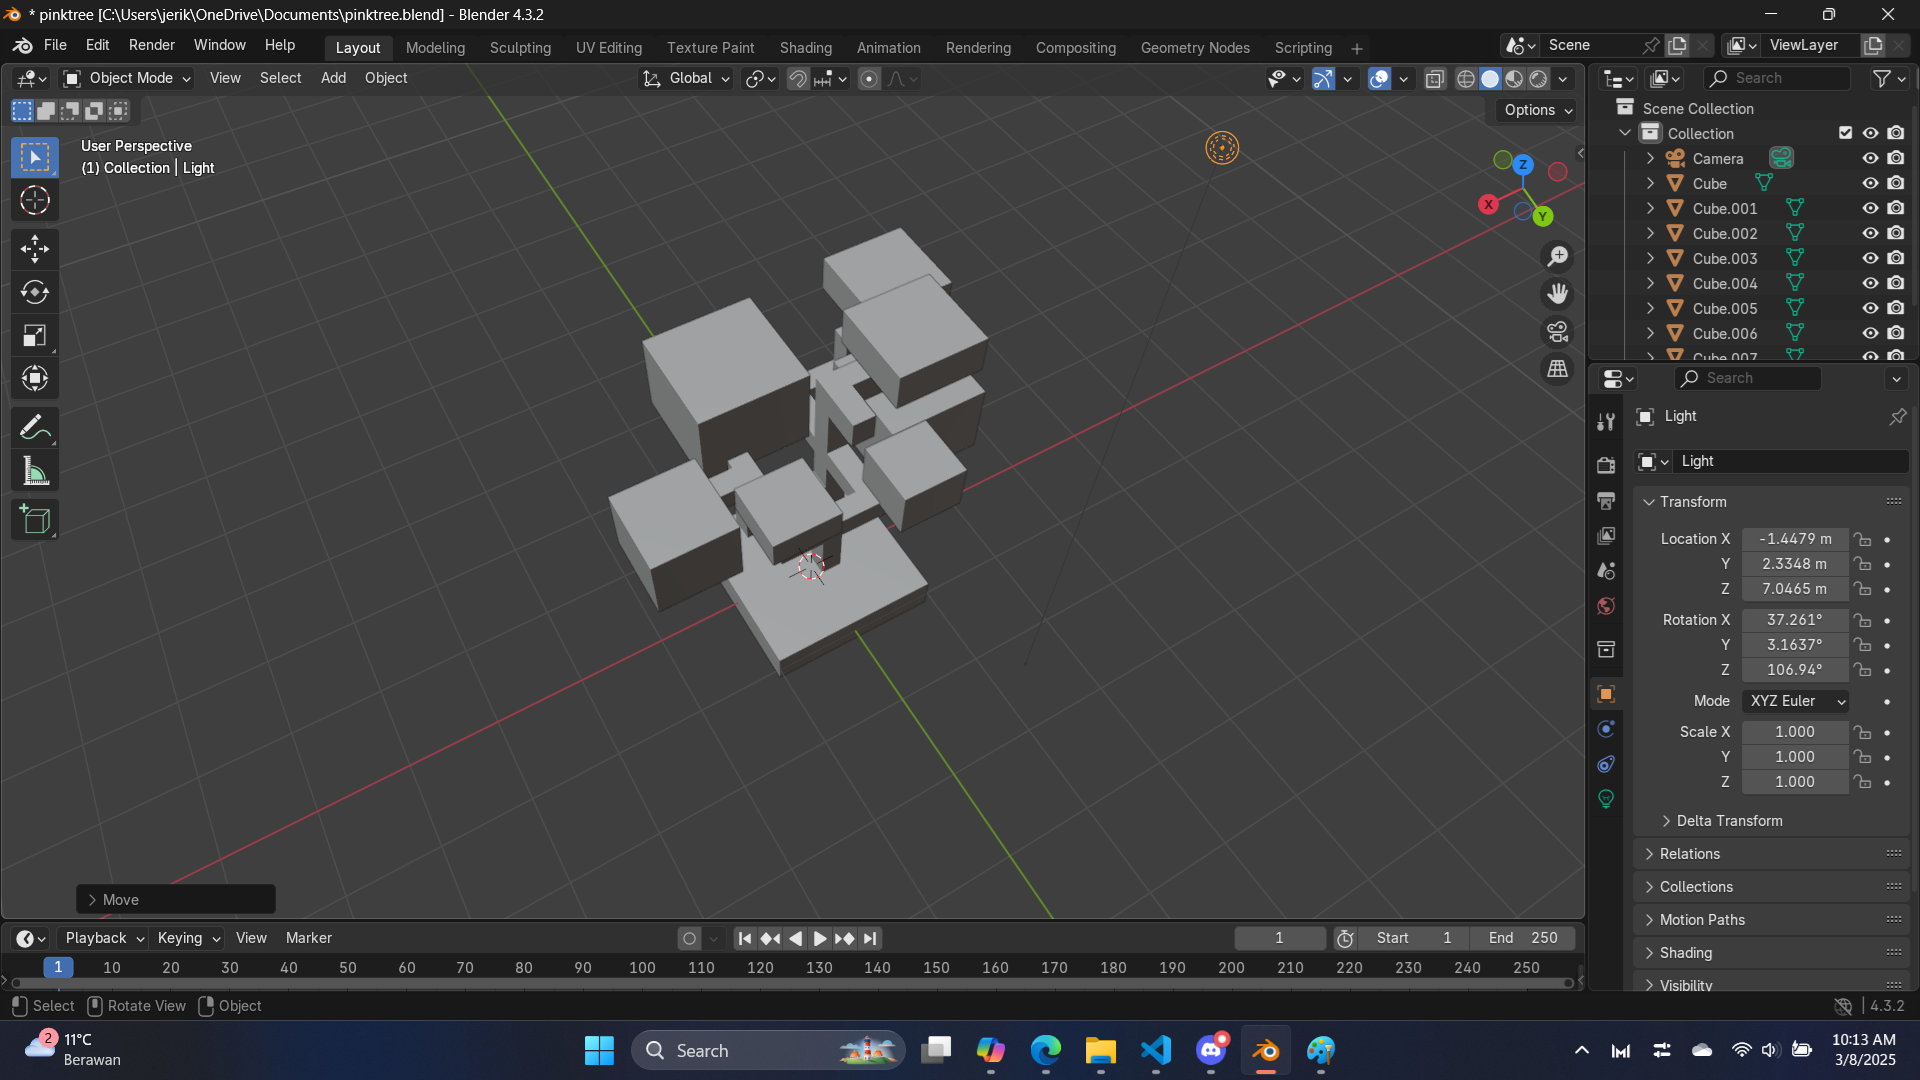 * pinktree [C:\Users\jerik\OneDrive\Documents\pinktree.blend] - Blender 4.3.2
File Edit Render Window Help Layout Modeling Sculpting UV Editing Texture Paint Shading Animation Rendering Compositing Geometry Nodes Scripting + Scene ViewLayer
Object Mode View Select Add Object Global Search
Options
User Perspective
(1) Collection | Light
Z
X
Y
Scene Collection
Collection
Camera
Cube
Cube.001
Cube.002
Cube.003
Cube.004
Cube.005
Cube.006
Cube.007
Search
Light
Light
Transform
Location X -1.4479 m
Y 2.3348 m
Z 7.0465 m
Rotation X 37.261°
Y 3.1637°
Z 106.94°
Mode XYZ Euler
Scale X 1.000
Y 1.000
Z 1.000
Delta Transform
Relations
Collections
Motion Paths
Shading
Visibility
Move
Playback Keying View Marker 1 Start 1 End 250
1 10 20 30 40 50 60 70 80 90 100 110 120 130 140 150 160 170 180 190 200 210 220 230 240 250
Select Rotate View Object 4.3.2
2 11°C
Berawan
Search
10:13 AM
3/8/2025